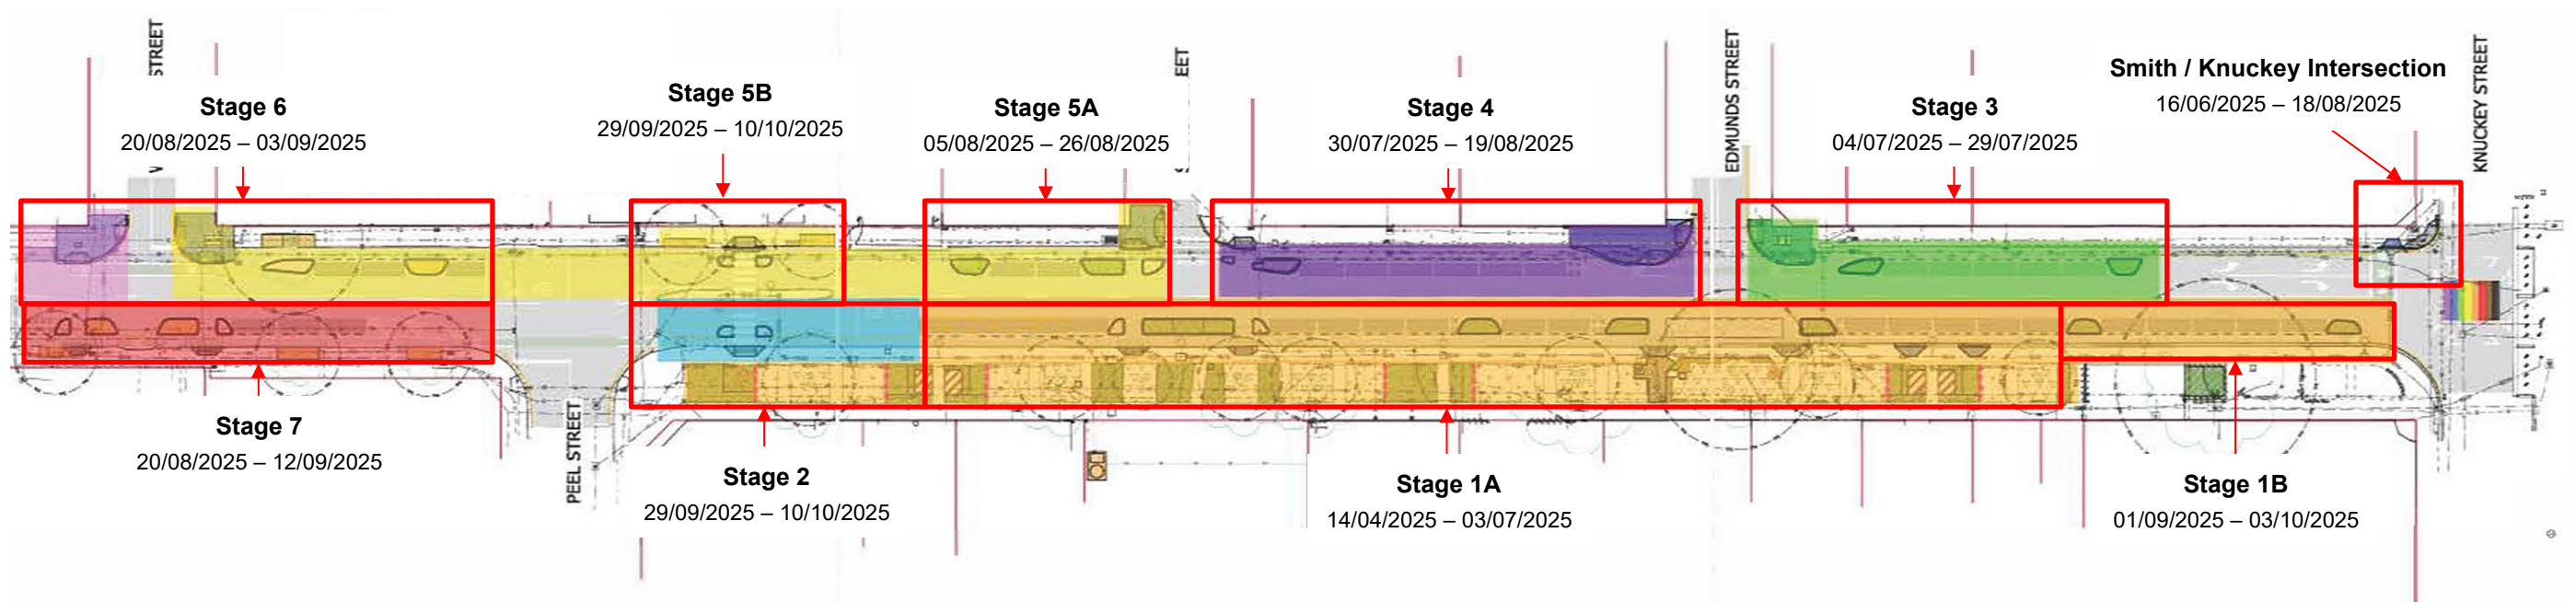 STREET
EET
EDMUNDS STREET
KNUCKEY STREET
Smith / Knuckey Intersection
16/06/2025 – 18/08/2025
Stage 6
20/08/2025 – 03/09/2025
Stage 5B
29/09/2025 – 10/10/2025
Stage 5A
05/08/2025 – 26/08/2025
Stage 4
30/07/2025 – 19/08/2025
Stage 3
04/07/2025 – 29/07/2025
Stage 7
20/08/2025 – 12/09/2025
PEEL STREET
Stage 2
29/09/2025 – 10/10/2025
Stage 1A
14/04/2025 – 03/07/2025
Stage 1B
01/09/2025 – 03/10/2025